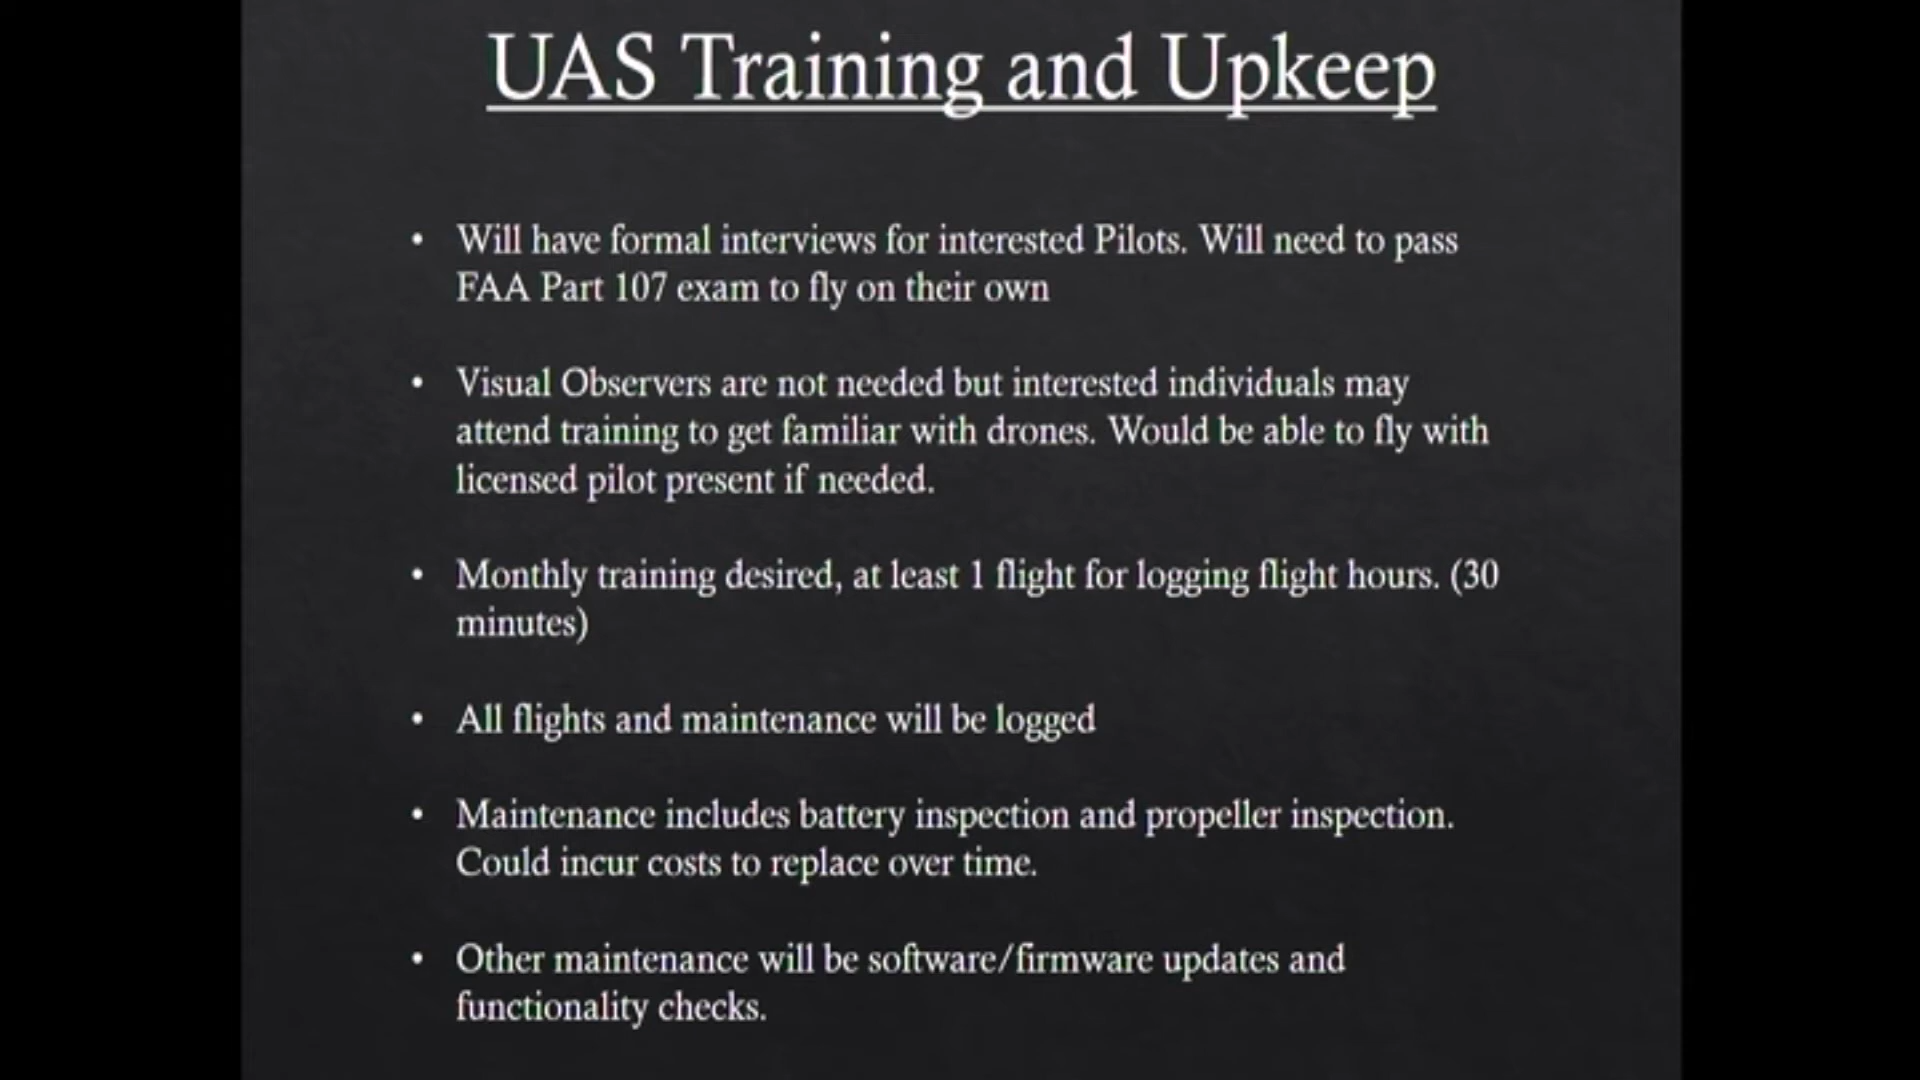 UAS Training and Upkeep
• Will have formal interviews for interested Pilots. Will need to pass
FAA Part 107 exam to fly on their own
• Visual Observers are not needed but interested individuals may
attend training to get familiar with drones. Would be able to fly with
licensed pilot present if needed.
• Monthly training desired, at least 1 flight for logging flight hours. (30
minutes)
• All flights and maintenance will be logged
• Maintenance includes battery inspection and propeller inspection.
Could incur costs to replace over time.
• Other maintenance will be software/firmware updates and
functionality checks.